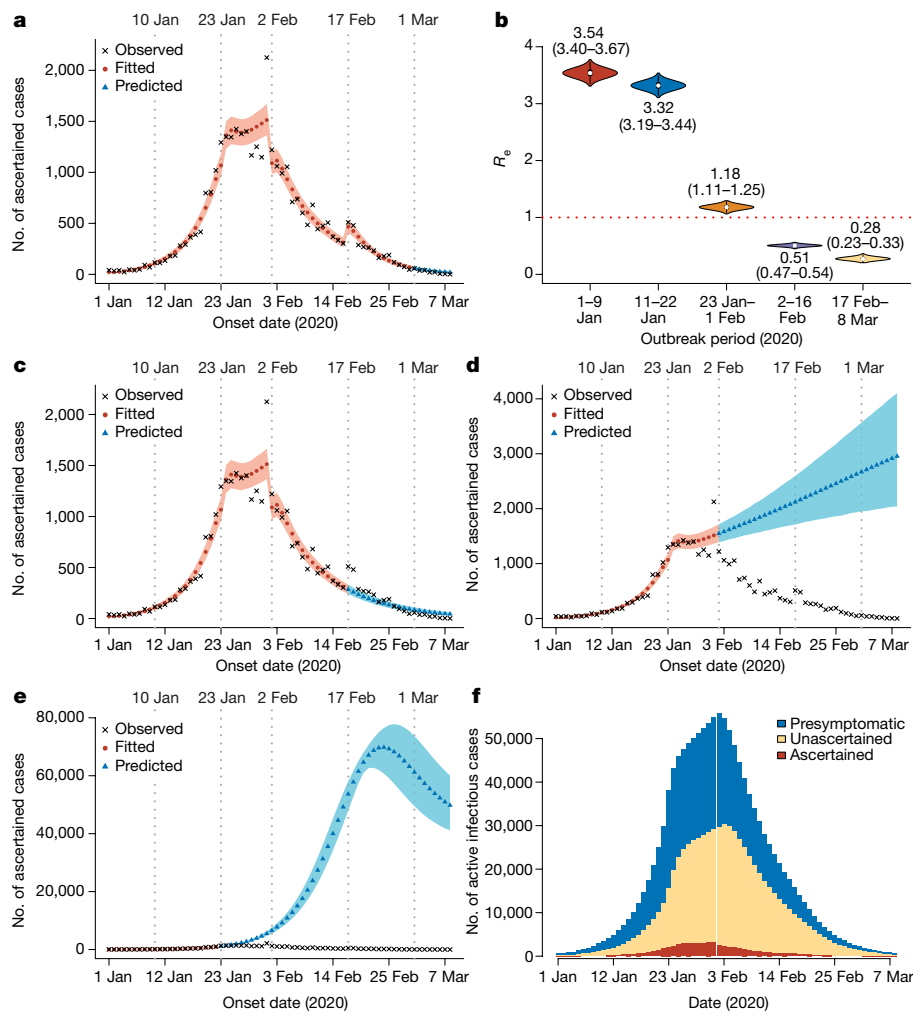 a
10 Jan 23 Jan 2 Feb 17 Feb 1 Mar
Observed
Fitted
Predicted
No. of ascertained cases
2,000
1,500
1,000
500
0
1 Jan 12 Jan 23 Jan 3 Feb 14 Feb 25 Feb 7 Mar
Onset date (2020)
b
4
3
2
1
0
Re
3.54
(3.40–3.67)
3.32
(3.19–3.44)
1.18
(1.11–1.25)
0.51
(0.47–0.54)
0.28
(0.23–0.33)
1–9
Jan
11–22
Jan
23 Jan–
1 Feb
2–16
Feb
17 Feb–
8 Mar
Outbreak period (2020)
c
10 Jan 23 Jan 2 Feb 17 Feb 1 Mar
Observed
Fitted
Predicted
No. of ascertained cases
2,000
1,500
1,000
500
0
1 Jan 12 Jan 23 Jan 3 Feb 14 Feb 25 Feb 7 Mar
Onset date (2020)
d
10 Jan 23 Jan 2 Feb 17 Feb 1 Mar
Observed
Fitted
Predicted
No. of ascertained cases
4,000
3,000
2,000
1,000
0
1 Jan 12 Jan 23 Jan 3 Feb 14 Feb 25 Feb 7 Mar
Onset date (2020)
e
10 Jan 23 Jan 2 Feb 17 Feb 1 Mar
Observed
Fitted
Predicted
No. of ascertained cases
80,000
60,000
40,000
20,000
0
1 Jan 12 Jan 23 Jan 3 Feb 14 Feb 25 Feb 7 Mar
Onset date (2020)
f
Presymptomatic
Unascertained
Ascertained
No. of active infectious cases
50,000
40,000
30,000
20,000
10,000
0
1 Jan 12 Jan 23 Jan 3 Feb 14 Feb 25 Feb 7 Mar
Date (2020)